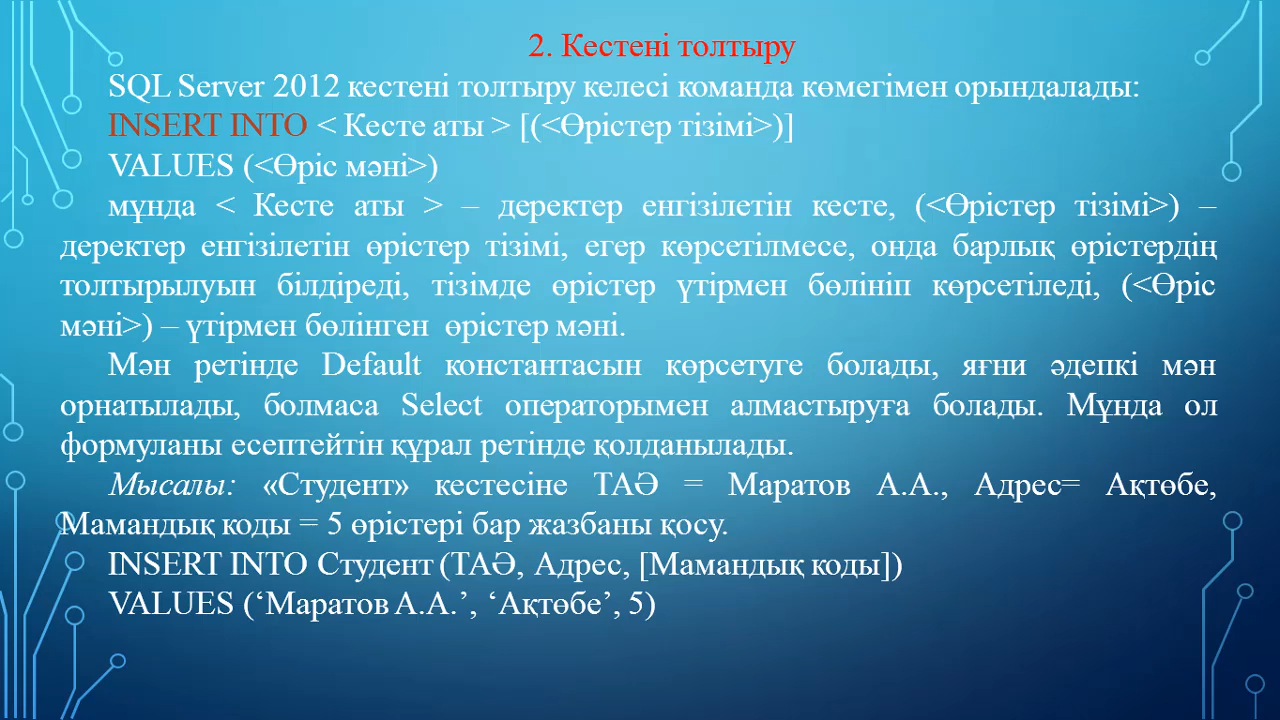 2. Кестені толтыру
SQL Server 2012 кестені толтыру келесі команда көмегімен орындалады:
INSERT INTO < Кесте аты > [(<Өрістер тізімі>)]
VALUES (<Өріс мәні>)
мұнда < Кесте аты > – деректер енгізілетін кесте, (<Өрістер тізімі>) –
деректер енгізілетін өрістер тізімі, егер көрсетілмесе, онда барлық өрістердің
толтырылуын білдіреді, тізімде өрістер үтірмен бөлініп көрсетіледі, (<Өріс
мәні>) – үтірмен бөлінген өрістер мәні.
Мән ретінде Default константасын көрсетуге болады, яғни әдепкі мән
орнатылады, болмаса Select операторымен алмастыруға болады. Мұнда ол
формуланы есептейтін құрал ретінде қолданылады.
Мысалы: «Студент» кестесіне ТАӘ = Маратов А.А., Адрес= Ақтөбе,
Мамандық коды = 5 өрістері бар жазбаны қосу.
INSERT INTO Студент (ТАӘ, Адрес, [Мамандық коды])
VALUES (‘Маратов А.А.’, ‘Ақтөбе’, 5)